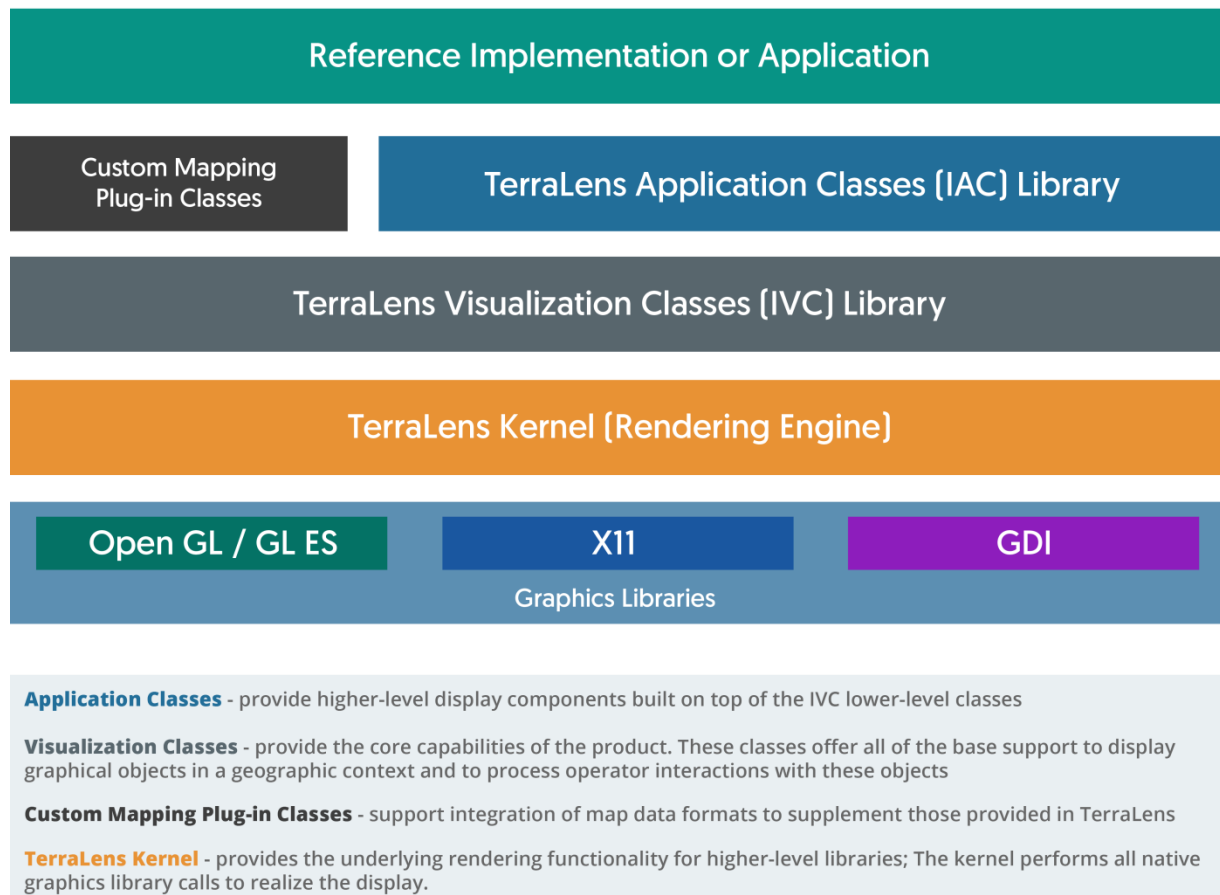 Reference Implementation or Application
Custom Mapping
Plug-in Classes
TerraLens Application Classes (IAC) Library
TerraLens Visualization Classes (IVC) Library
TerraLens Kernel (Rendering Engine)
Open GL / GL ES
X11
GDI
Graphics Libraries
Application Classes - provide higher-level display components built on top of the IVC lower-level classes
Visualization Classes - provide the core capabilities of the product. These classes offer all of the base support to display
graphical objects in a geographic context and to process operator interactions with these objects
Custom Mapping Plug-in Classes - support integration of map data formats to supplement those provided in TerraLens
TerraLens Kernel - provides the underlying rendering functionality for higher-level libraries; The kernel performs all native
graphics library calls to realize the display.